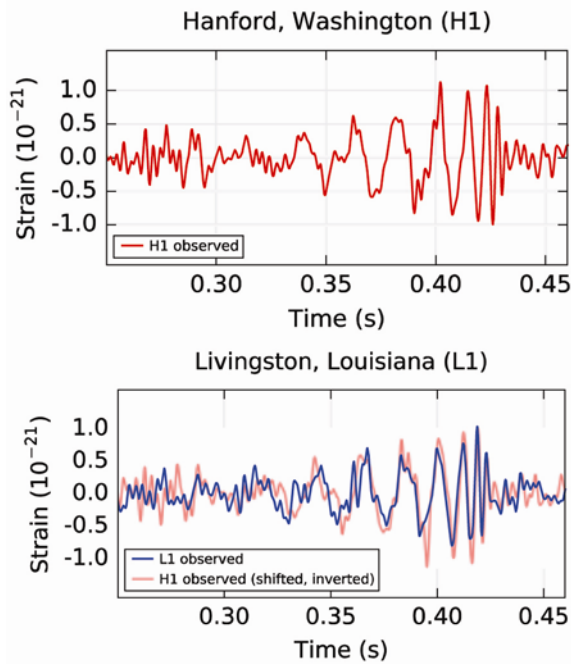 Hanford, Washington (H1)
Strain (10⁻²¹)
1.0
0.5
0.0
-0.5
-1.0
H1 observed
0.30 0.35 0.40 0.45
Time (s)
Livingston, Louisiana (L1)
Strain (10⁻²¹)
1.0
0.5
0.0
-0.5
-1.0
L1 observed
H1 observed (shifted, inverted)
0.30 0.35 0.40 0.45
Time (s)